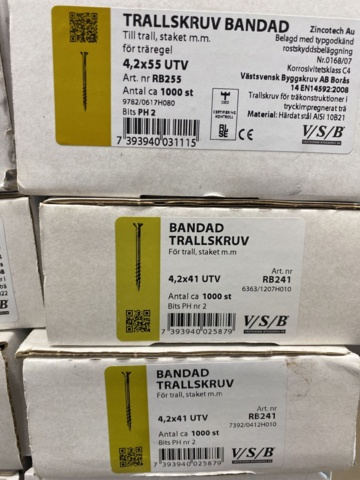 TRALLSKRUV BANDAD
Till trall, staket m.m.
för träregel
4,2x55 UTV
Art. nr RB255
Antal ca 1000 st
9782/0617H080
Bits PH 2
7 393940 031115
Zincotech Au
Belagd med typgodkänd
rostskyddsbeläggning
Nr.0168/07
Korrosivitetsklass C4
Västsvensk Byggskruv AB Borås
14 EN14592:2008
Trallskruv för träkonstruktioner i
tryckimpregnerat trä
Material: Härdat stål AISI 10B21
CE
V/S/B
BANDAD
TRALLSKRUV
För trall, staket m.m
4,2x41 UTV
Art. nr
RB241
6363/1207H010
Antal ca 1000 st
Bits PH nr 2
7 393940 025879
V/S/B
BANDAD
TRALLSKRUV
För trall, staket m.m
4,2x41 UTV
Art. nr
RB241
7392/0412H010
Antal ca 1000 st
Bits PH nr 2
7 393940 025879
V/S/B